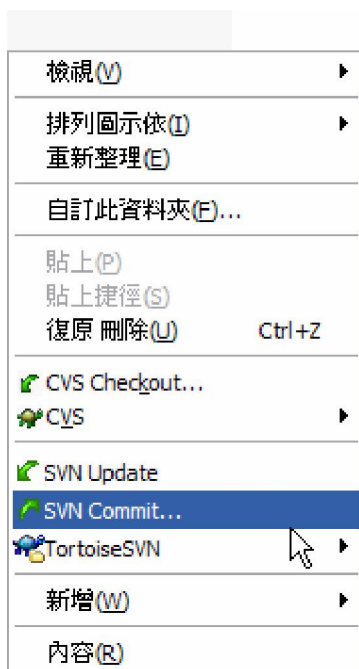 檢視(V)
排列圖示依(I)
重新整理(E)
自訂此資料夾(F)...
貼上(P)
貼上捷徑(S)
復原 刪除(U) Ctrl+Z
CVS Checkout...
CVS
SVN Update
SVN Commit...
TortoiseSVN
新增(W)
內容(R)